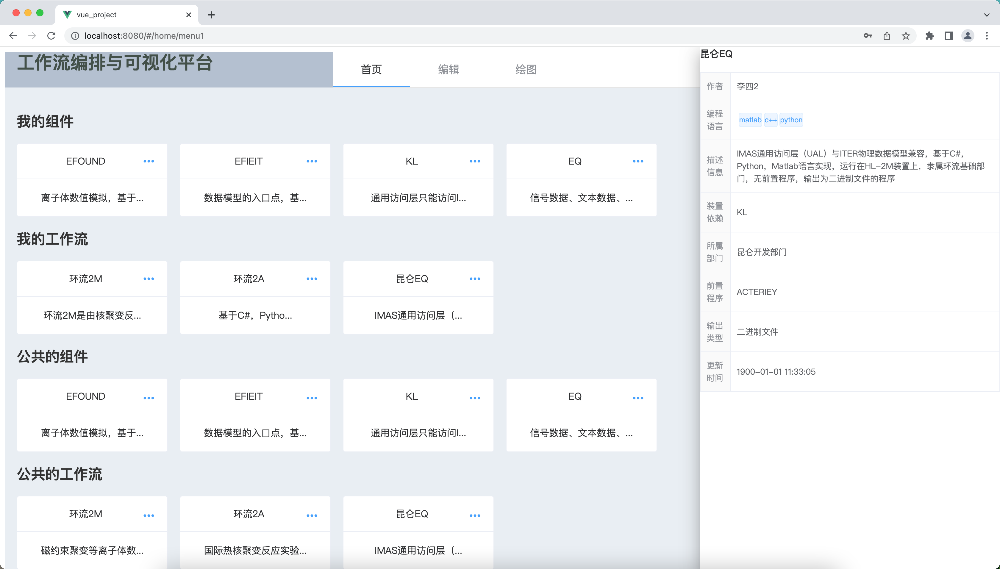 vue_project
localhost:8080/#/home/menu1
工作流编排与可视化平台
首页
编辑
绘图
我的组件
EFOUND
EFIEIT
KL
EQ
离子体数值模拟，基于...
数据模型的入口点，基...
通用访问层只能访问I...
信号数据、文本数据、...
我的工作流
环流2M
环流2A
昆仑EQ
环流2M是由核聚变反...
基于C#，Pytho...
IMAS通用访问层（...
公共的组件
EFOUND
EFIEIT
KL
EQ
离子体数值模拟，基于...
数据模型的入口点，基...
通用访问层只能访问I...
信号数据、文本数据、...
公共的工作流
环流2M
环流2A
昆仑EQ
磁约束聚变等离子体数...
国际热核聚变反应实验...
IMAS通用访问层（...
昆仑EQ
作者
李四2
编程
语言
matlab c++ python
描述
信息
IMAS通用访问层（UAL）与ITER物理数据模型兼容，基于C#，
Python，Matlab语言实现，运行在HL-2M装置上，隶属环流基础部
门，无前置程序，输出为二进制文件的程序
装置
依赖
KL
所属
部门
昆仑开发部门
前置
程序
ACTERIEY
输出
类型
二进制文件
更新
时间
1900-01-01 11:33:05